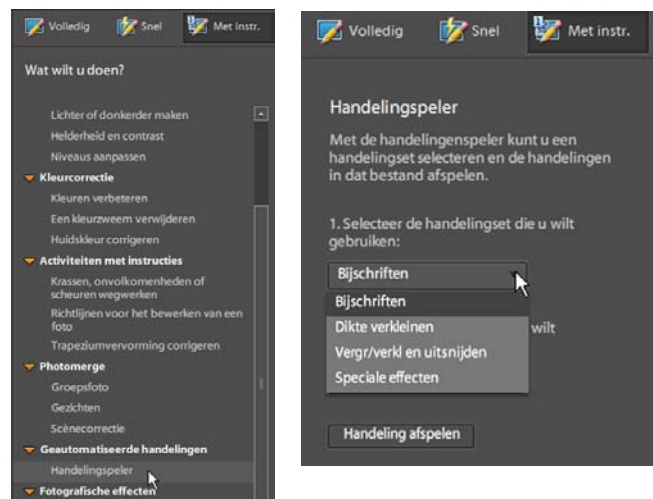 Volledig Snel Met instr.
Wat wilt u doen?
Lichter of donkerder maken
Helderheid en contrast
Niveaus aanpassen
Kleurcorrectie
Kleuren verbeteren
Een kleurzweem verwijderen
Huidskleur corrigeren
Activiteiten met instructies
Krassen, onvolkomenheden of
scheuren wegwerken
Richtlijnen voor het bewerken van een
foto
Trapeziumvervorming corrigeren
Photomerge
Groepsfoto
Gezichten
Scènecorrectie
Geautomatiseerde handelingen
Handelingspeler
Fotografische effecten
Volledig Snel Met instr.
Handelingspeler
Met de handelingenspeler kunt u een
handelingset selecteren en de handelingen
in dat bestand afspelen.
1. Selecteer de handelingset die u wilt
gebruiken:
Bijschriften
Bijschriften
Dikte verkleinen
wilt
Vergr/verkl en uitsnijden
Speciale effecten
Handeling afspelen